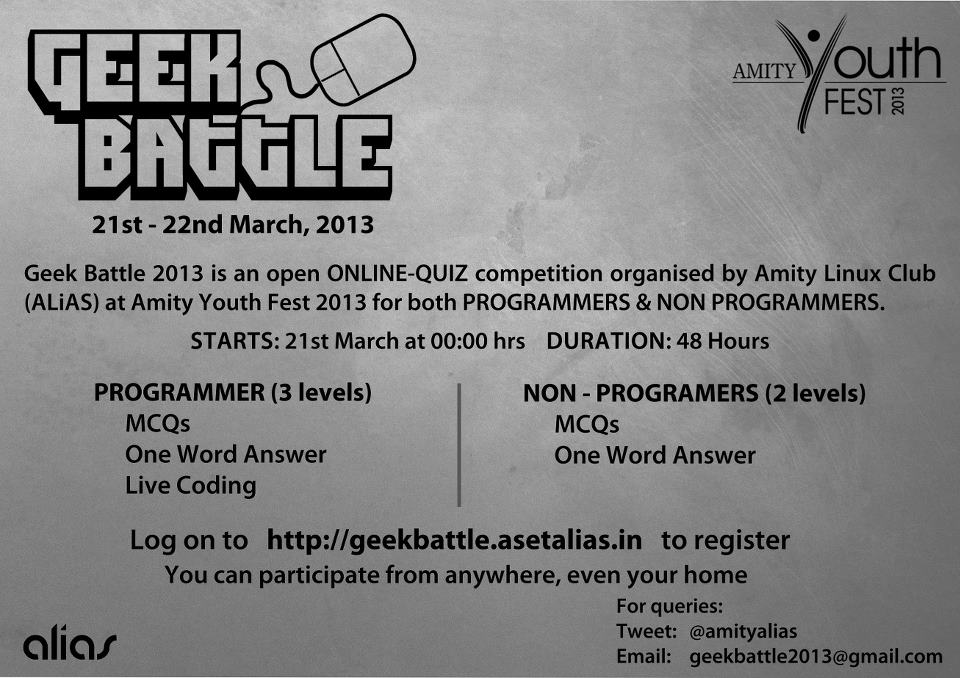 GEEK
BATTLE
AMITY Youth
FEST 2013
21st - 22nd March, 2013
Geek Battle 2013 is an open ONLINE-QUIZ competition organised by Amity Linux Club
(ALiAS) at Amity Youth Fest 2013 for both PROGRAMMERS & NON PROGRAMMERS.
STARTS: 21st March at 00:00 hrs DURATION: 48 Hours
PROGRAMMER (3 levels)
MCQs
One Word Answer
Live Coding
NON - PROGRAMERS (2 levels)
MCQs
One Word Answer
Log on to http://geekbattle.asetalias.in to register
You can participate from anywhere, even your home
For queries:
Tweet: @amityalias
Email: geekbattle2013@gmail.com
alias